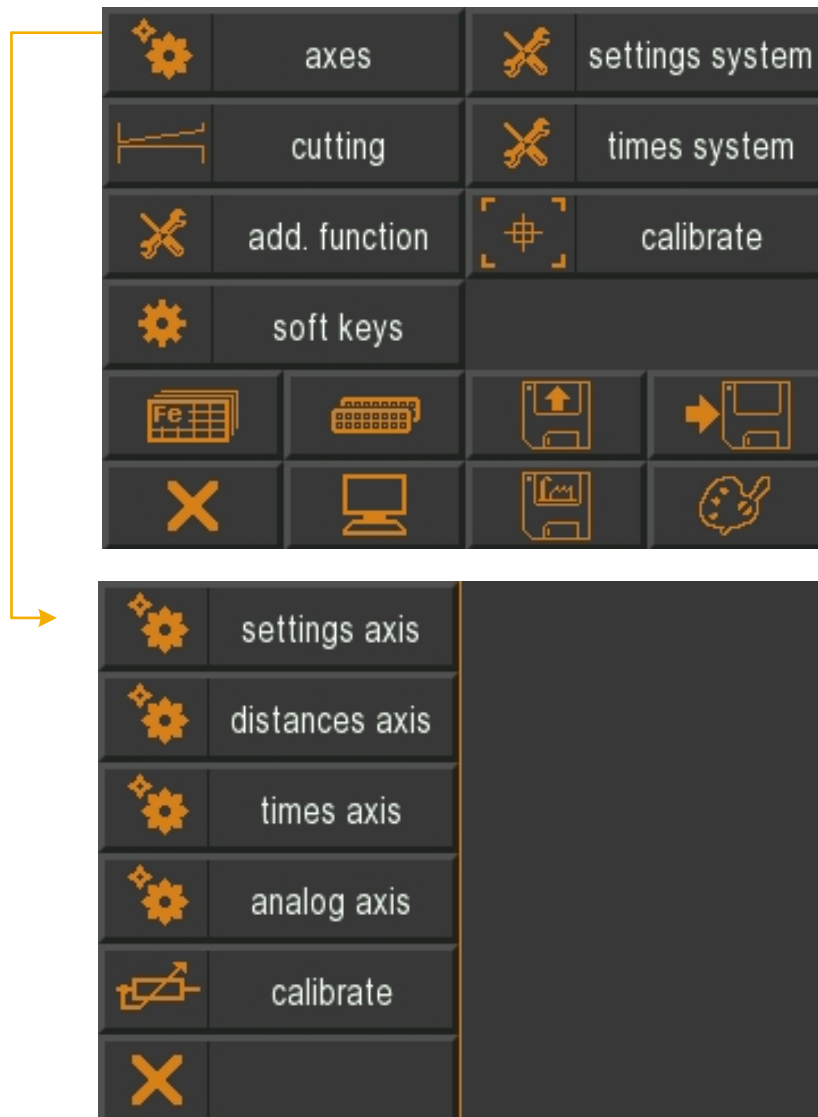 axes
settings system
cutting
times system
add. function
calibrate
soft keys
Fe
settings axis
distances axis
times axis
analog axis
calibrate